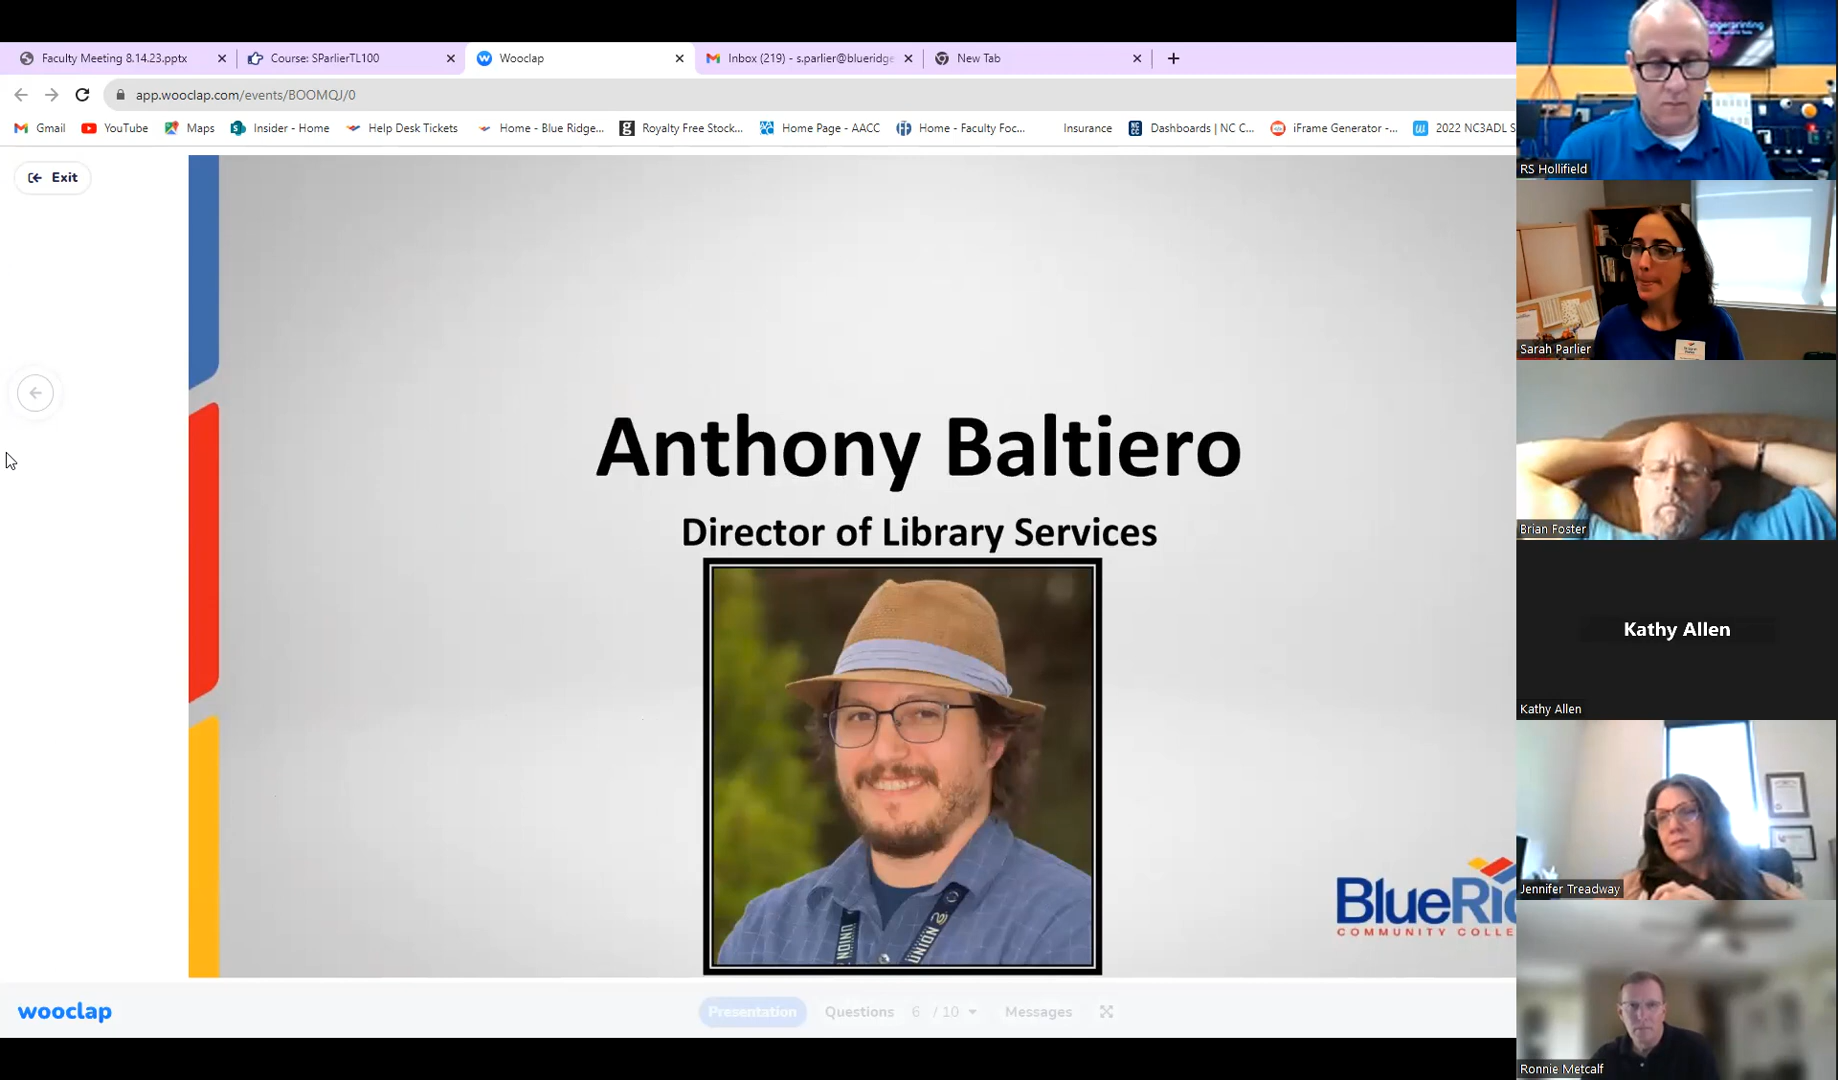 Faculty Meeting 8.14.23.pptx
Course: SParlierTL100
Wooclap
Inbox (219) - s.parlier@blueridge
New Tab
app.wooclap.com/events/BOOMQJ/0
Gmail
YouTube
Maps
Insider - Home
Help Desk Tickets
Home - Blue Ridge...
Royalty Free Stock...
Home Page - AACC
Home - Faculty Foc...
Insurance
Dashboards | NC C...
iFrame Generator -...
2022 NC3ADL S
Exit
Anthony Baltiero
Director of Library Services
UNION
UNION
BlueRi
COMMUNITY COLLE
wooclap
Presentation
Questions 6 / 10
Messages
RS Hollifield
Sarah Parlier
Brian Foster
Kathy Allen
Kathy Allen
Jennifer Treadway
Ronnie Metcalf